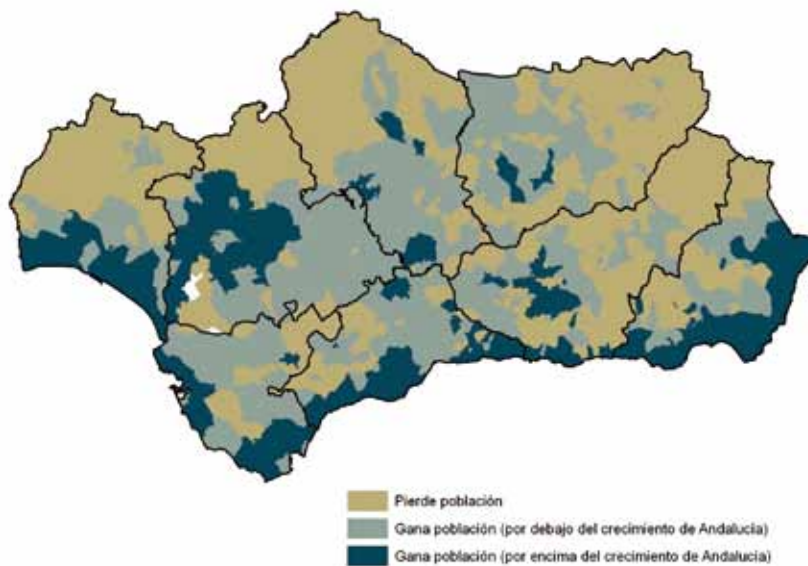 Pierde población
Gana población (por debajo del crecimiento de Andalucía)
Gana población (por encima del crecimiento de Andalucía)